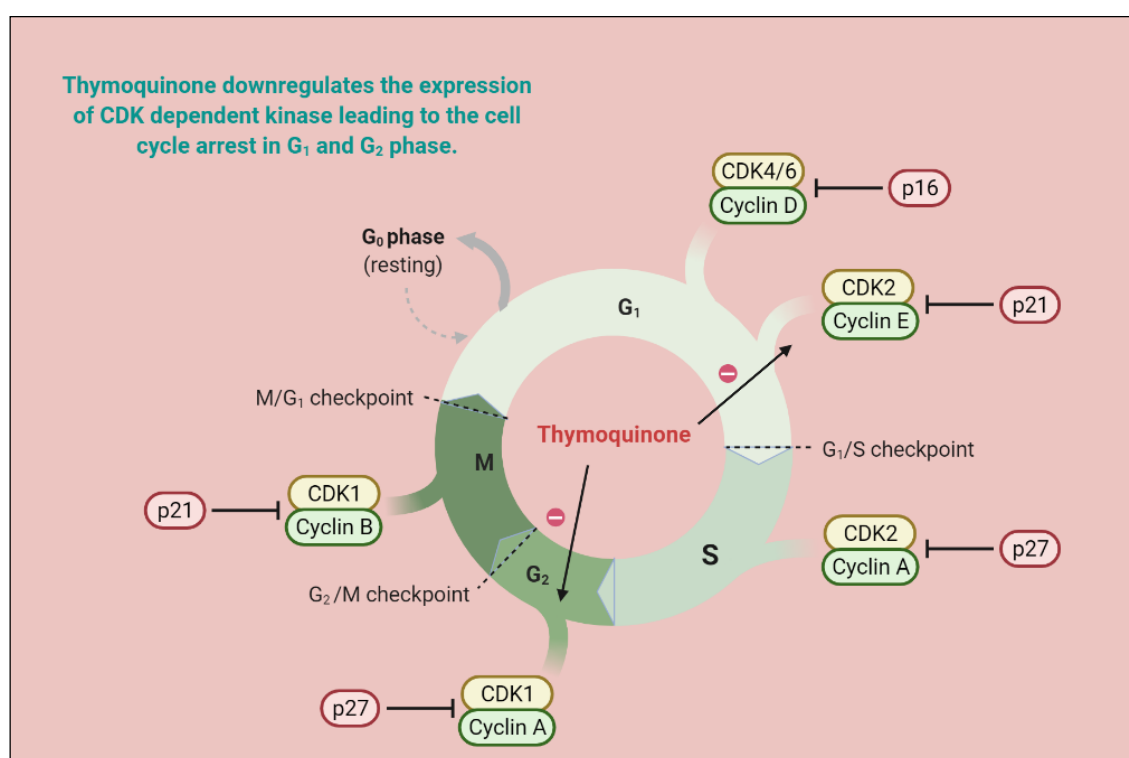 Thymoquinone downregulates the expression
of CDK dependent kinase leading to the cell
cycle arrest in G₁ and G₂ phase.
CDK4/6
Cyclin D
p16
G₀ phase
(resting)
G₁
CDK2
Cyclin E
p21
M/G₁ checkpoint
Thymoquinone
G₁/S checkpoint
M
CDK1
Cyclin B
p21
S
CDK2
Cyclin A
p27
G₂
G₂/M checkpoint
CDK1
Cyclin A
p27